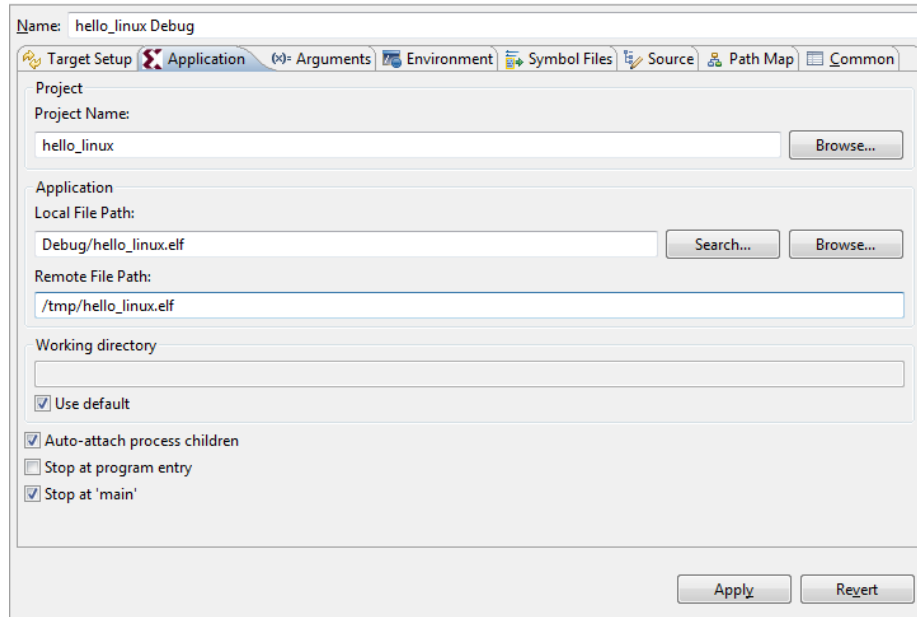 Name: hello_linux Debug
Target Setup Application (x)= Arguments Environment Symbol Files Source Path Map Common
Project
Project Name:
hello_linux Browse...
Application
Local File Path:
Debug/hello_linux.elf Search... Browse...
Remote File Path:
/tmp/hello_linux.elf
Working directory
Use default
Auto-attach process children
Stop at program entry
Stop at 'main'
Apply Revert